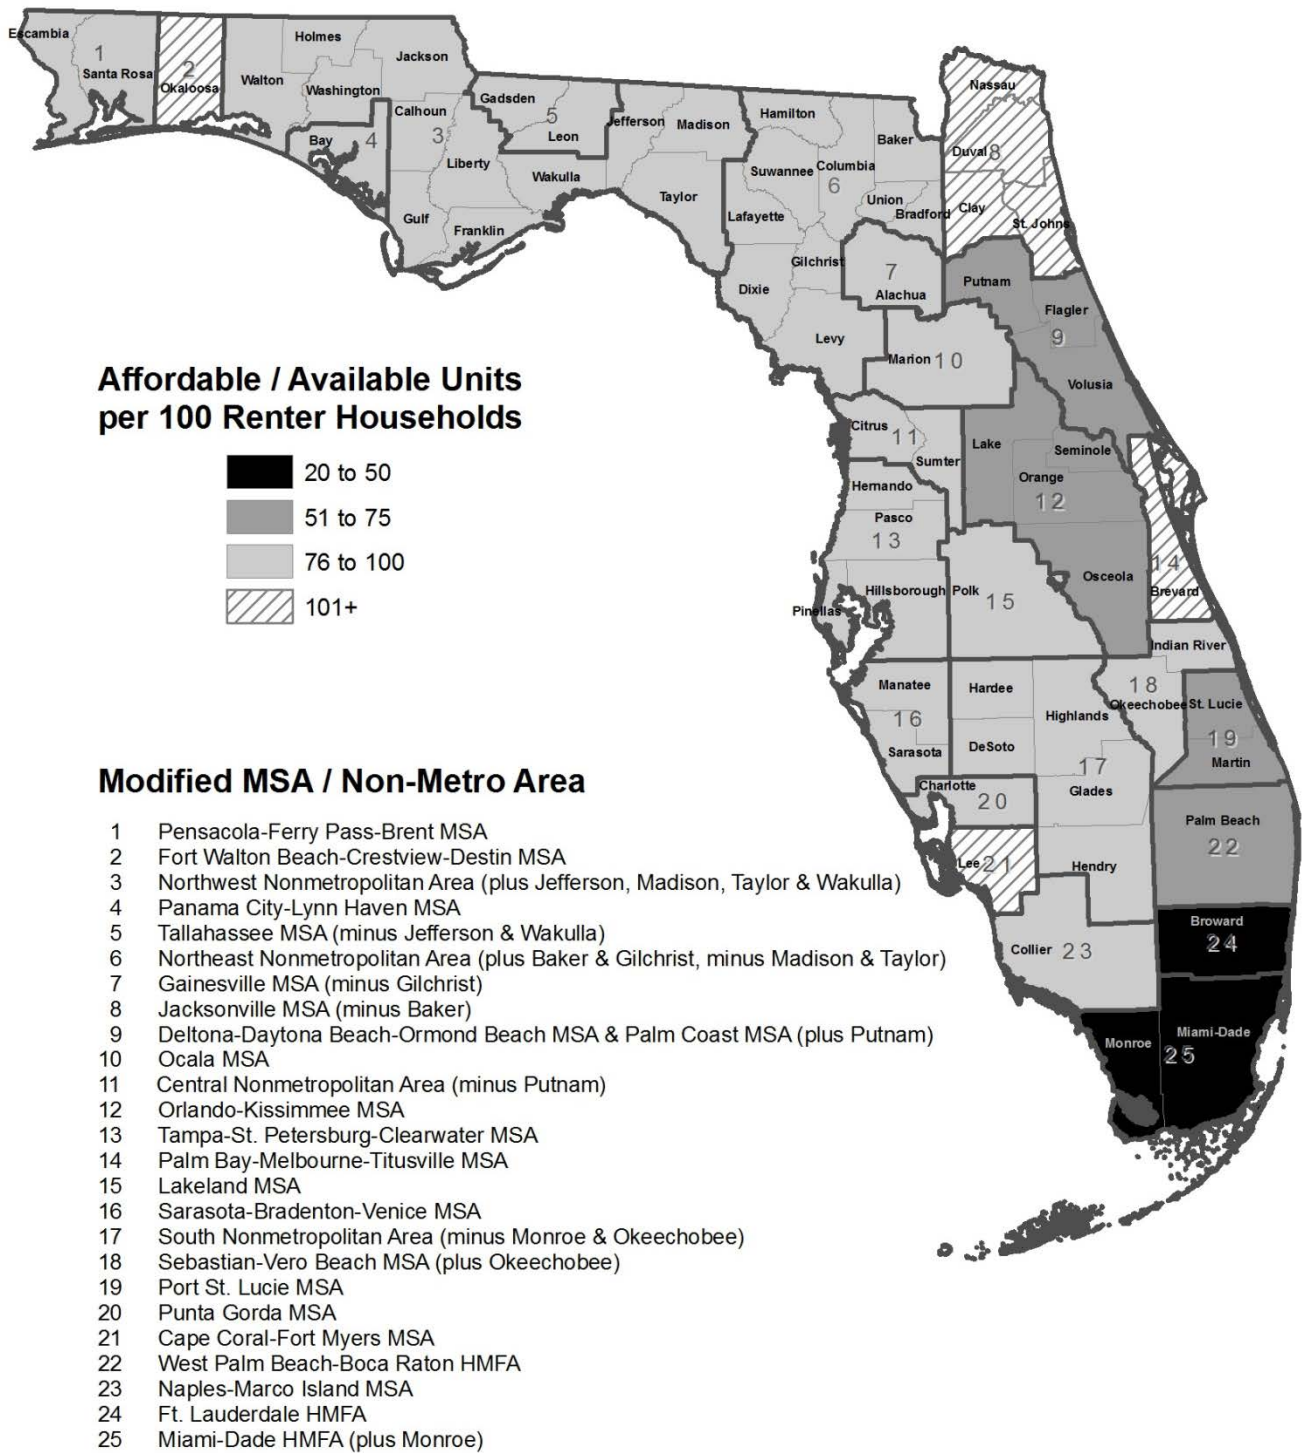 Escambia
1
Santa Rosa
2
Okaloosa
Walton
Holmes
Washington
Jackson
Bay
4
Calhoun
3
Liberty
Gulf
Franklin
Gadsden
5
Leon
Wakulla
Jefferson
Madison
Taylor
Hamilton
Suwannee
Columbia
6
Lafayette
Baker
Union
Bradford
Gilchrist
Dixie
Levy
Nassau
Duval
8
Clay
St. Johns
7
Alachua
Putnam
Flagler
9
Volusia
Marion
10
Citrus
11
Sumter
Lake
Seminole
Orange
12
Osceola
Hernando
Pasco
13
Hillsborough
Pinellas
Polk
15
14
Brevard
Indian River
18
Okeechobee
St. Lucie
19
Martin
Manatee
16
Sarasota
Hardee
DeSoto
Highlands
17
Glades
Hendry
Charlotte
20
Lee
21
Palm Beach
22
Broward
24
Collier
23
Monroe
Miami-Dade
25
Affordable / Available Units
per 100 Renter Households
20 to 50
51 to 75
76 to 100
101+
Modified MSA / Non-Metro Area
1 Pensacola-Ferry Pass-Brent MSA
2 Fort Walton Beach-Crestview-Destin MSA
3 Northwest Nonmetropolitan Area (plus Jefferson, Madison, Taylor & Wakulla)
4 Panama City-Lynn Haven MSA
5 Tallahassee MSA (minus Jefferson & Wakulla)
6 Northeast Nonmetropolitan Area (plus Baker & Gilchrist, minus Madison & Taylor)
7 Gainesville MSA (minus Gilchrist)
8 Jacksonville MSA (minus Baker)
9 Deltona-Daytona Beach-Ormond Beach MSA & Palm Coast MSA (plus Putnam)
10 Ocala MSA
11 Central Nonmetropolitan Area (minus Putnam)
12 Orlando-Kissimmee MSA
13 Tampa-St. Petersburg-Clearwater MSA
14 Palm Bay-Melbourne-Titusville MSA
15 Lakeland MSA
16 Sarasota-Bradenton-Venice MSA
17 South Nonmetropolitan Area (minus Monroe & Okeechobee)
18 Sebastian-Vero Beach MSA (plus Okeechobee)
19 Port St. Lucie MSA
20 Punta Gorda MSA
21 Cape Coral-Fort Myers MSA
22 West Palm Beach-Boca Raton HMFA
23 Naples-Marco Island MSA
24 Ft. Lauderdale HMFA
25 Miami-Dade HMFA (plus Monroe)